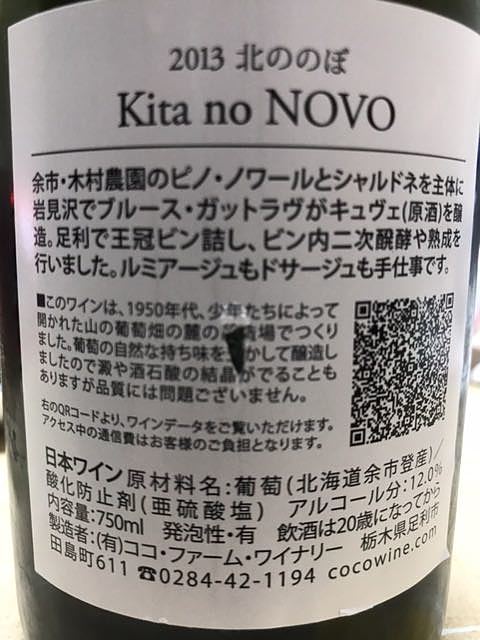 2013 北ののぼ
Kita no NOVO
余市・木村農園のピノ・ノワールとシャルドネを主体に
岩見沢でブルース・ガットラヴがキュヴェ(原酒)を醸
造。足利で王冠ビン詰し、ビン内二次醗酵や熟成を
行いました。ルミアージュもドサージュも手仕事です。
■このワインは、1950年代、少年たちによって
開かれた山の葡萄畑の麓の造場でつくり
ました。葡萄の自然な持ち味をかして醸造し
ましたので澱や酒石酸の結晶がでることも
ありますが品質には問題ございません。
右のQRコードより、ワインデータをご覧いただけます。
アクセス中の通信費はお客様のご負担となります。
日本ワイン 原材料名:葡萄(北海道余市登産)/
酸化防止剤(亜硫酸塩) アルコール分:12.0%
内容量:750ml 発泡性・有 飲酒は20歳になってから
製造者:(有)ココ・ファーム・ワイナリー 栃木県足利市
田島町611 ☎0284-42-1194 cocowine.com